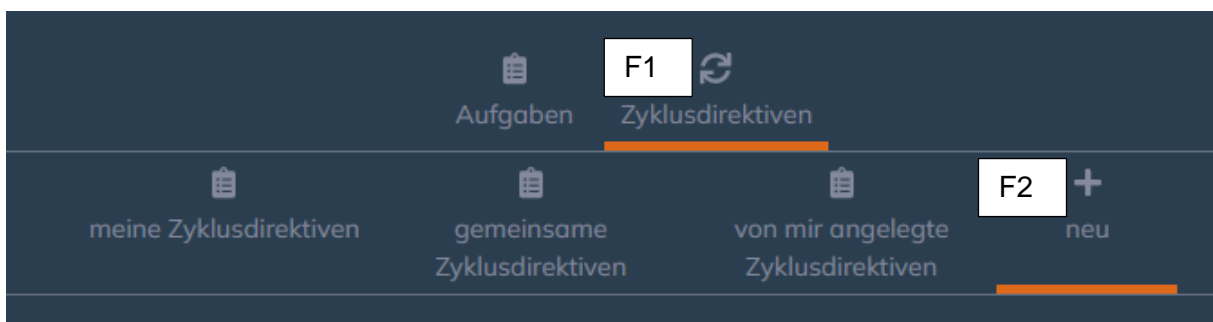 F1
Aufgaben Zyklusdirektiven
F2
meine Zyklusdirektiven gemeinsame von mir angelegte neu
Zyklusdirektiven Zyklusdirektiven